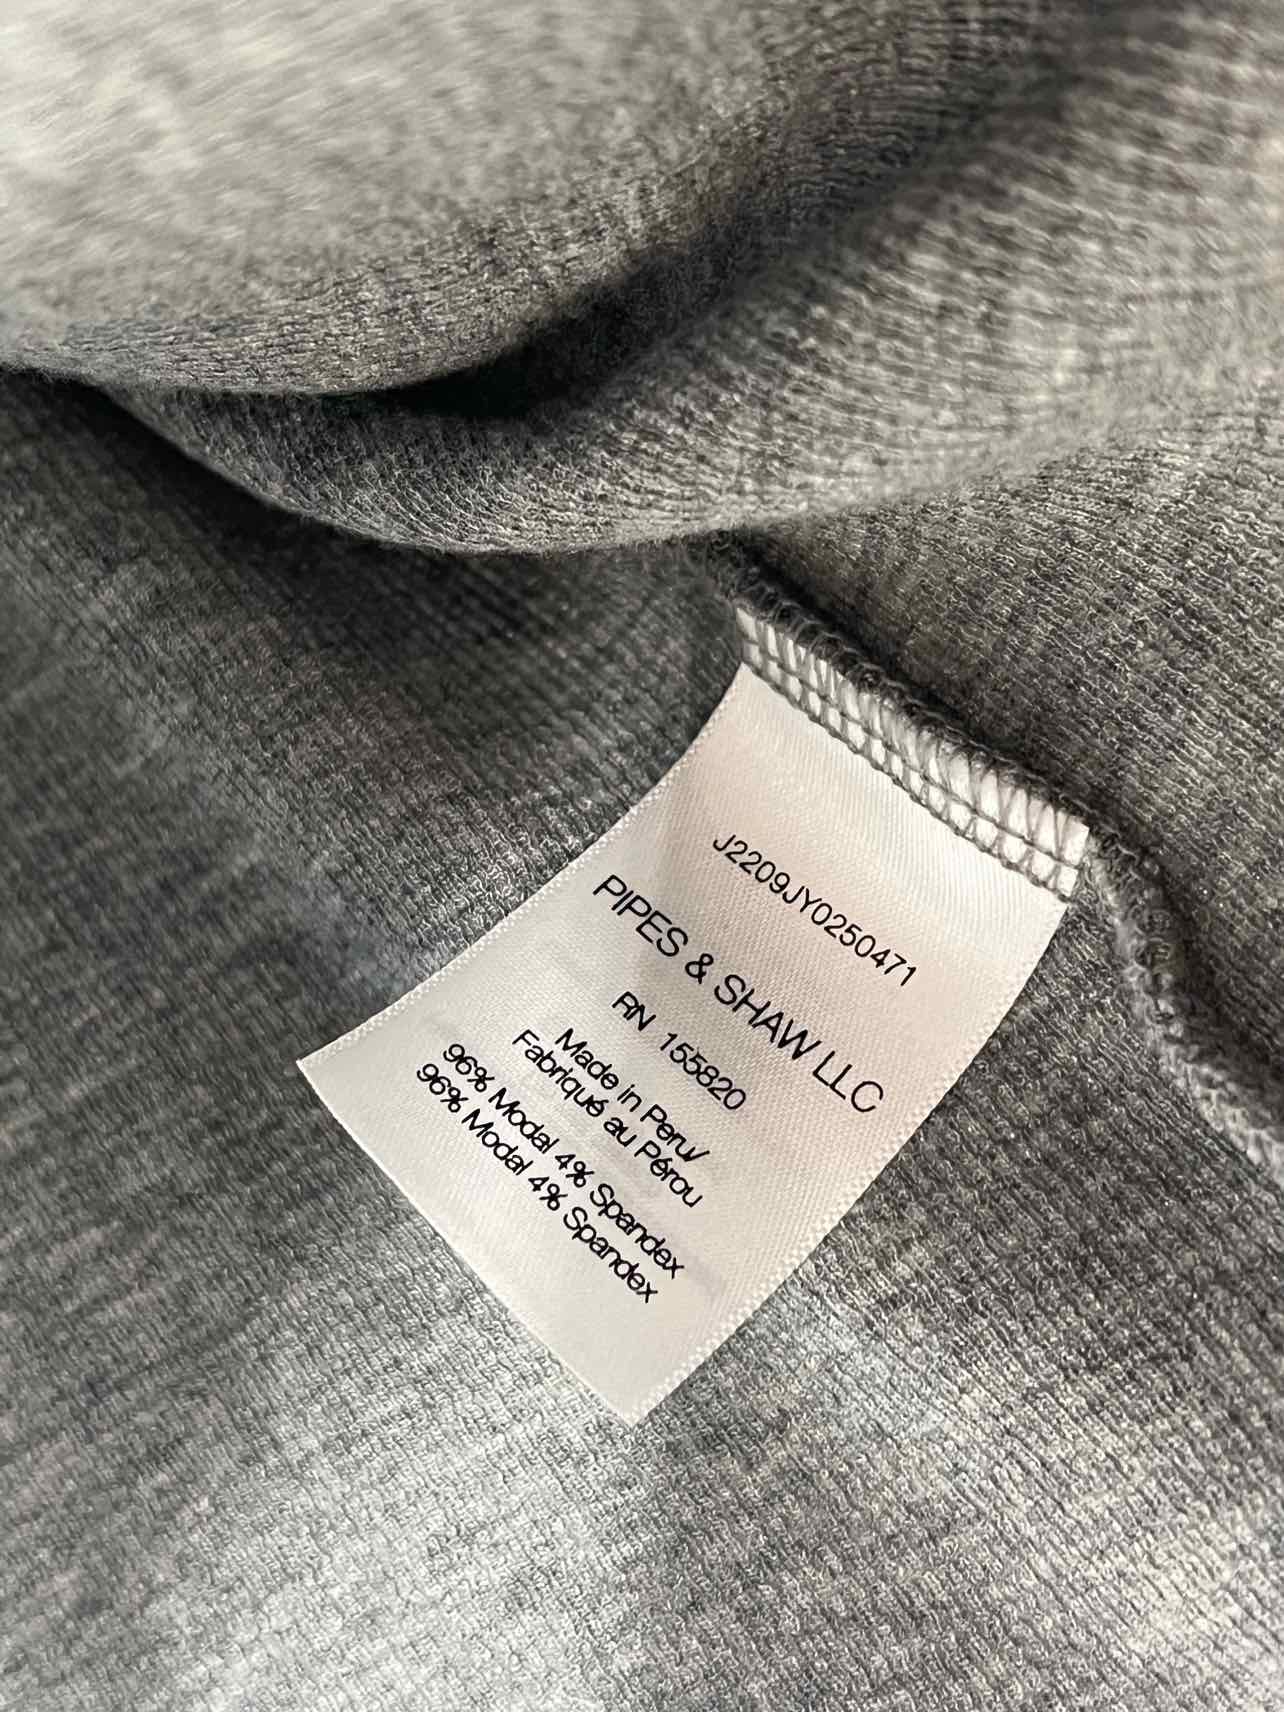 J2209JY0250471
PIPES & SHAW LLC
RN 155820
Made in Peru/
Fabriqué au Pérou
96% Modal 4% Spandex
96% Modal 4% Spandex